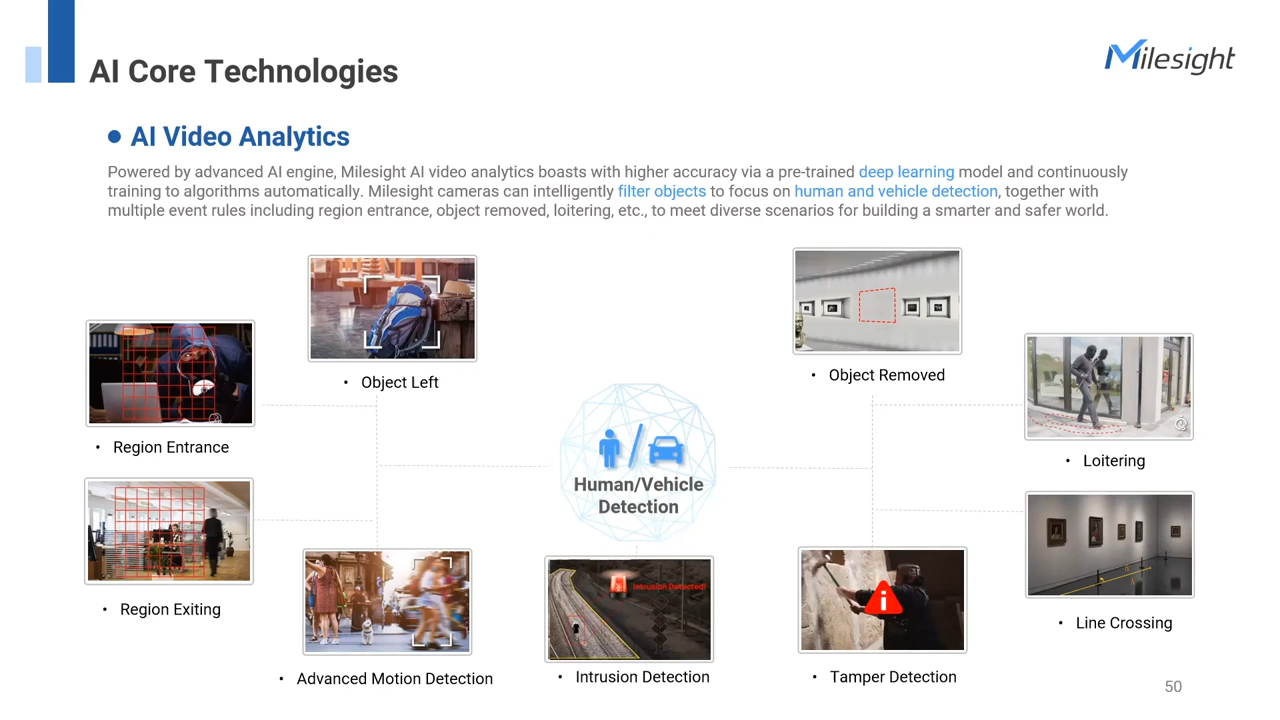 AI Core Technologies
Milesight
AI Video Analytics
Powered by advanced AI engine, Milesight AI video analytics boasts with higher accuracy via a pre-trained deep learning model and continuously
training to algorithms automatically. Milesight cameras can intelligently filter objects to focus on human and vehicle detection, together with
multiple event rules including region entrance, object removed, loitering, etc., to meet diverse scenarios for building a smarter and safer world.
• Object Left
• Object Removed
• Region Entrance
• Loitering
Human/Vehicle
Detection
Intrusion Detected!
• Region Exiting
• Line Crossing
• Advanced Motion Detection
• Intrusion Detection
• Tamper Detection
50